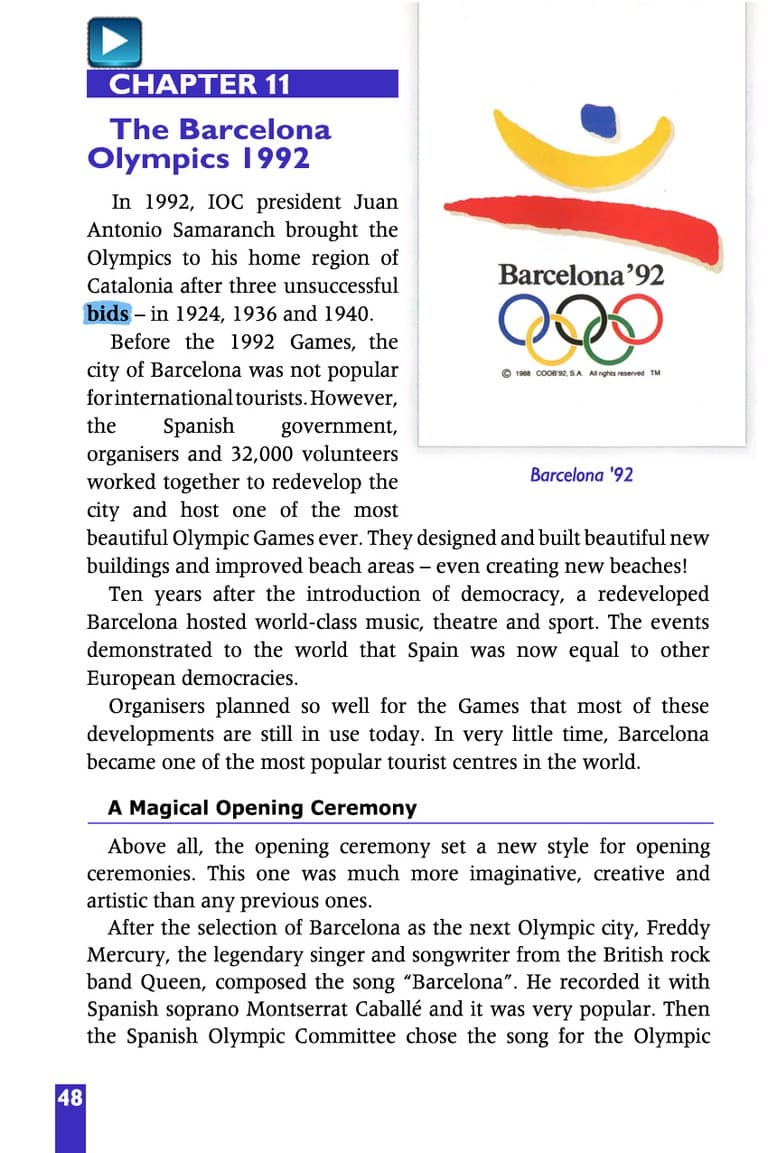 CHAPTER 11
The Barcelona
Olympics 1992
In 1992, IOC president Juan
Antonio Samaranch brought the
Olympics to his home region of
Catalonia after three unsuccessful
bids – in 1924, 1936 and 1940.
Before the 1992 Games, the
city of Barcelona was not popular
for international tourists. However,
the Spanish government,
organisers and 32,000 volunteers
worked together to redevelop the
city and host one of the most
beautiful Olympic Games ever. They designed and built beautiful new
buildings and improved beach areas – even creating new beaches!
Ten years after the introduction of democracy, a redeveloped
Barcelona hosted world-class music, theatre and sport. The events
demonstrated to the world that Spain was now equal to other
European democracies.
Organisers planned so well for the Games that most of these
developments are still in use today. In very little time, Barcelona
became one of the most popular tourist centres in the world.
Barcelona'92
© 1988 COOB'92, S.A. All rights reserved TM
Barcelona '92
A Magical Opening Ceremony
Above all, the opening ceremony set a new style for opening
ceremonies. This one was much more imaginative, creative and
artistic than any previous ones.
After the selection of Barcelona as the next Olympic city, Freddy
Mercury, the legendary singer and songwriter from the British rock
band Queen, composed the song “Barcelona”. He recorded it with
Spanish soprano Montserrat Caballé and it was very popular. Then
the Spanish Olympic Committee chose the song for the Olympic
48